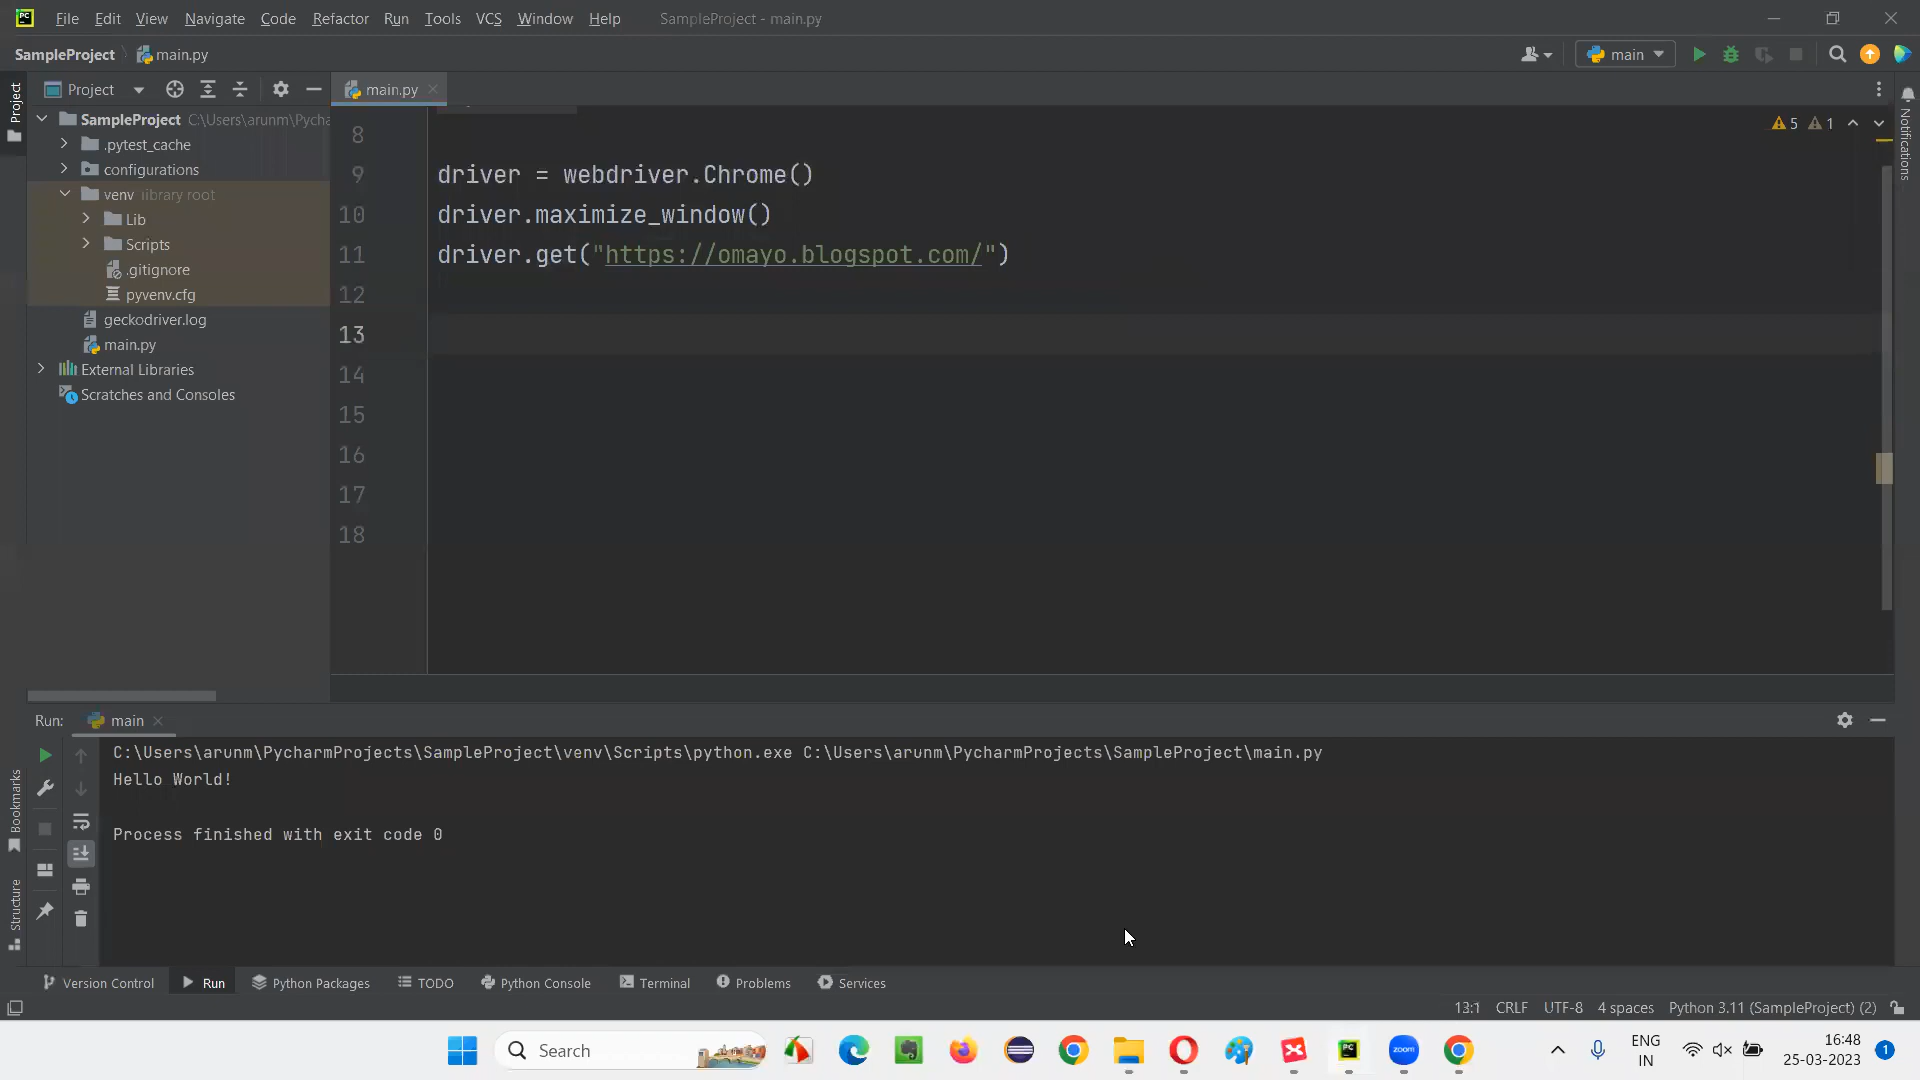 File Edit View Navigate Code Refactor Run Tools VCS Window Help SampleProject - main.py
SampleProject main.py main
Project main.py
SampleProject C:\Users\arunm\Pycha
.pytest_cache
configurations
venv library root
Lib
Scripts
.gitignore
pyvenv.cfg
geckodriver.log
main.py
External Libraries
Scratches and Consoles
Project
Bookmarks
Structure
8
9 driver = webdriver.Chrome()
10 driver.maximize_window()
11 driver.get("https://omayo.blogspot.com/")
12
13
14
15
16
17
18
5 1
Notifications
Run: main
C:\Users\arunm\PycharmProjects\SampleProject\venv\Scripts\python.exe C:\Users\arunm\PycharmProjects\SampleProject\main.py
Hello World!
Process finished with exit code 0
Version Control Run Python Packages TODO Python Console Terminal Problems Services
13:1 CRLF UTF-8 4 spaces Python 3.11 (SampleProject) (2)
Search
zoom
ENG
IN
16:48
25-03-2023
1